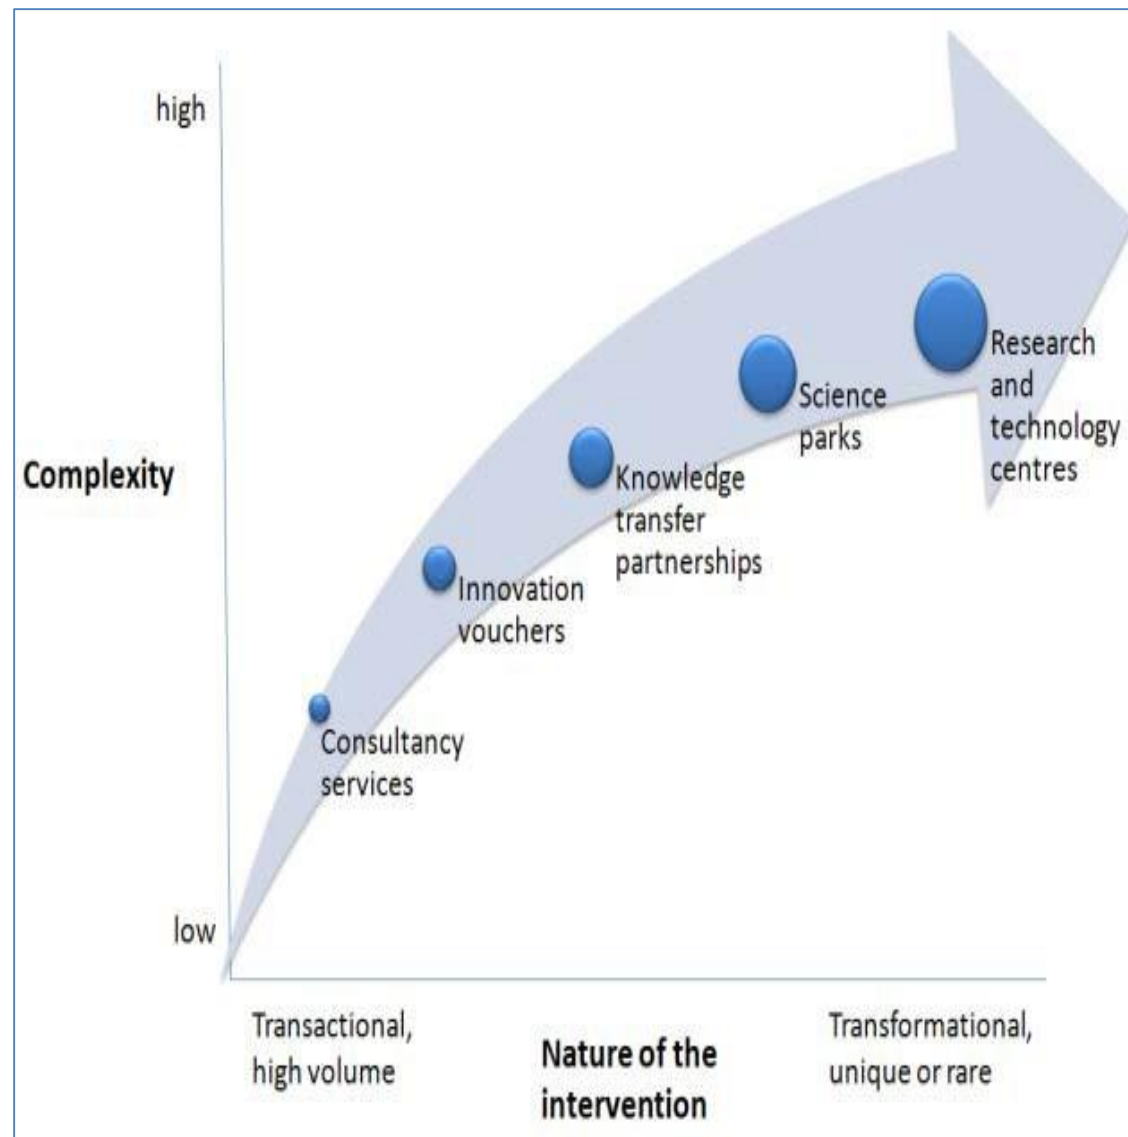 high
Research
and
technology
centres
Science
parks
Complexity
Knowledge
transfer
partnerships
Innovation
vouchers
Consultancy
services
low
Transactional,
high volume
Nature of the
intervention
Transformational,
unique or rare